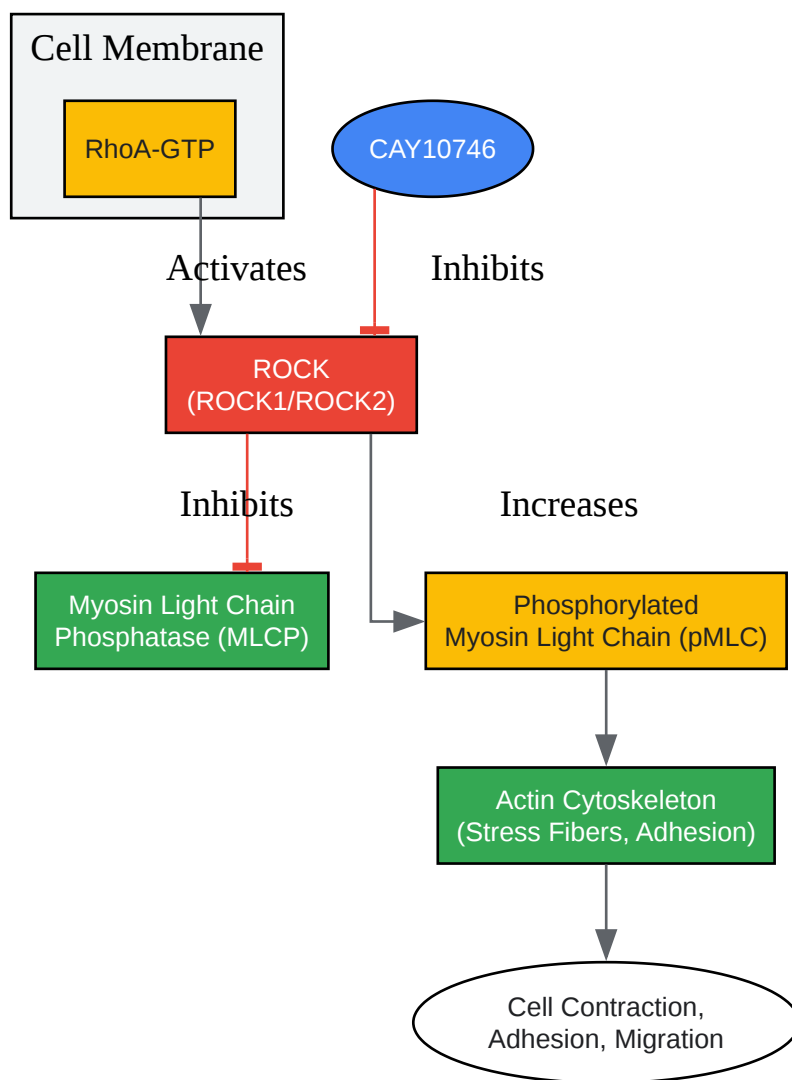 Cell Membrane
RhoA-GTP
CAY10746
Activates
Inhibits
ROCK
(ROCK1/ROCK2)
Inhibits
Increases
Myosin Light Chain
Phosphatase (MLCP)
Phosphorylated
Myosin Light Chain (pMLC)
Actin Cytoskeleton
(Stress Fibers, Adhesion)
Cell Contraction,
Adhesion, Migration